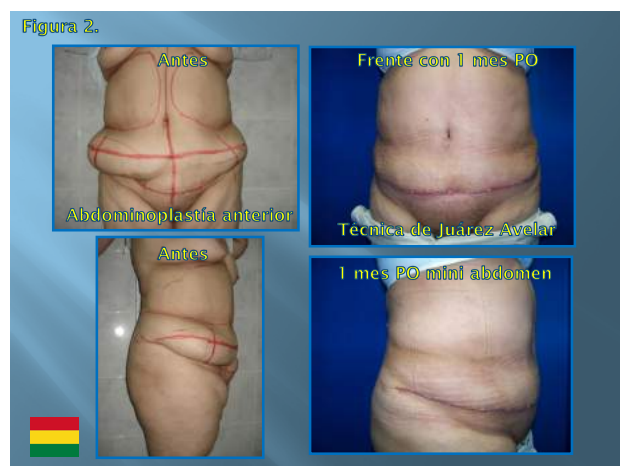 Figura 2.
Antes
Frente con 1 mes PO
Abdominoplastía anterior
Técnica de Juárez Avelar
Antes
1 mes PO mini abdomen